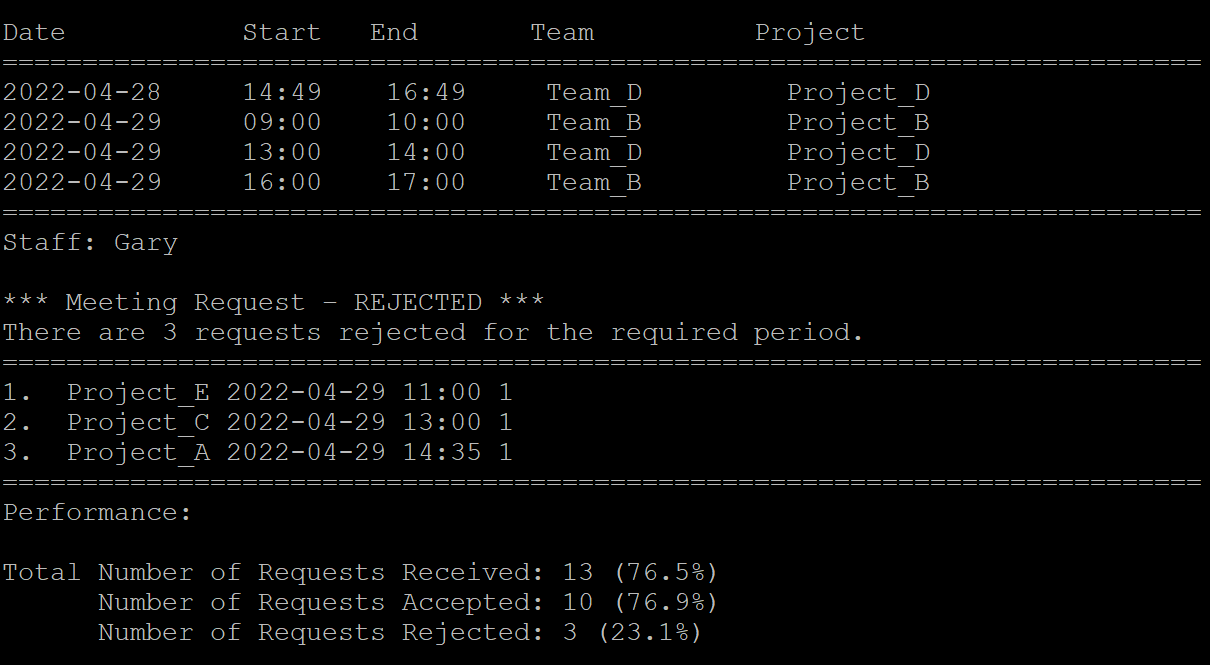 Date           Start   End       Team          Project
===========================================================================
2022-04-28     14:49    16:49     Team_D         Project_D
2022-04-29     09:00    10:00     Team_B         Project_B
2022-04-29     13:00    14:00     Team_D         Project_D
2022-04-29     16:00    17:00     Team_B         Project_B
===========================================================================
Staff: Gary
*** Meeting Request – REJECTED ***
There are 3 requests rejected for the required period.
===========================================================================
1.  Project_E 2022-04-29 11:00 1
2.  Project_C 2022-04-29 13:00 1
3.  Project_A 2022-04-29 14:35 1
===========================================================================
Performance:
Total Number of Requests Received: 13 (76.5%)
      Number of Requests Accepted: 10 (76.9%)
      Number of Requests Rejected: 3 (23.1%)